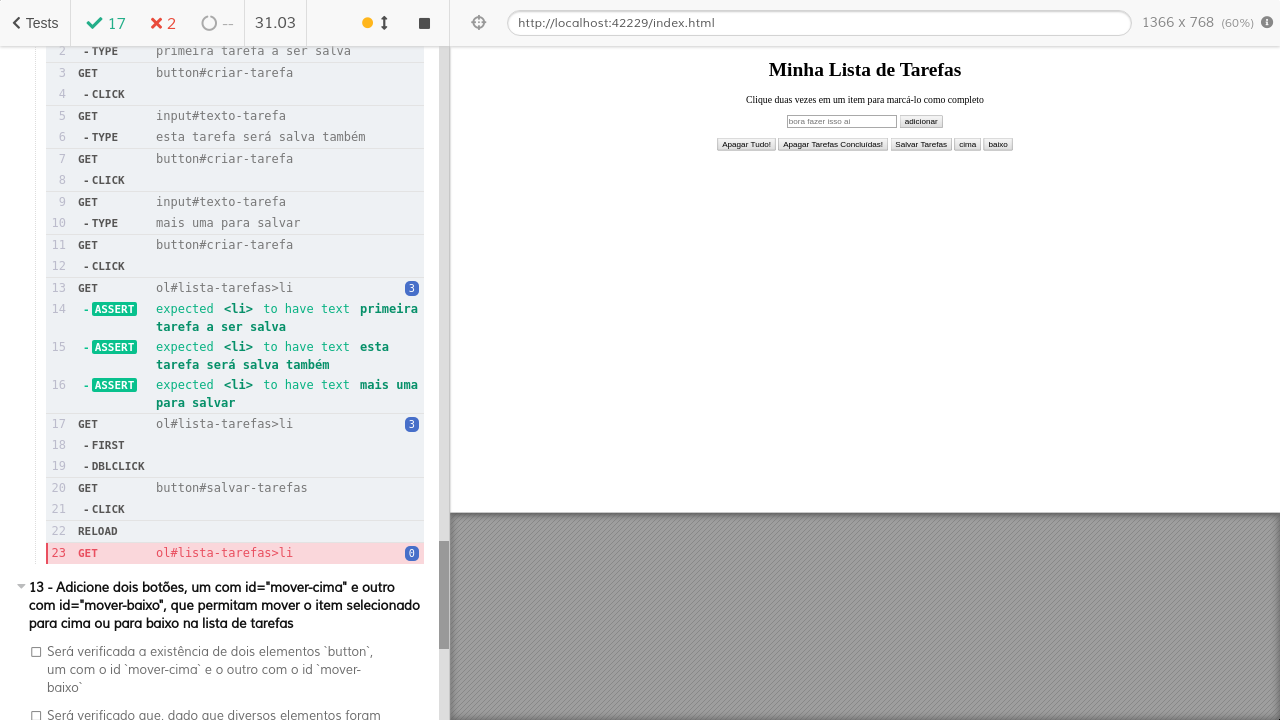 Tests
17
2
--
31.03
http://localhost:42229/index.html
1366 x 768 (60%)
2 -TYPE primeira tarefa a ser salva
3 GET button#criar-tarefa
4 -CLICK
5 GET input#texto-tarefa
6 -TYPE esta tarefa será salva também
7 GET button#criar-tarefa
8 -CLICK
9 GET input#texto-tarefa
10 -TYPE mais uma para salvar
11 GET button#criar-tarefa
12 -CLICK
13 GET ol#lista-tarefas>li 3
14 -ASSERT expected <li> to have text primeira
tarefa a ser salva
15 -ASSERT expected <li> to have text esta
tarefa será salva também
16 -ASSERT expected <li> to have text mais uma
para salvar
17 GET ol#lista-tarefas>li 3
18 -FIRST
19 -DBLCLICK
20 GET button#salvar-tarefas
21 -CLICK
22 RELOAD
23 GET ol#lista-tarefas>li 0
13 - Adicione dois botões, um com id="mover-cima" e outro
com id="mover-baixo", que permitam mover o item selecionado
para cima ou para baixo na lista de tarefas
Será verificada a existência de dois elementos `button`,
um com o id `mover-cima` e o outro com o id `mover-
baixo`
Será verificado que, dado que diversos elementos foram
Minha Lista de Tarefas
Clique duas vezes em um item para marcá-lo como completo
bora fazer isso ai adicionar
Apagar Tudo! Apagar Tarefas Concluídas! Salvar Tarefas cima baixo